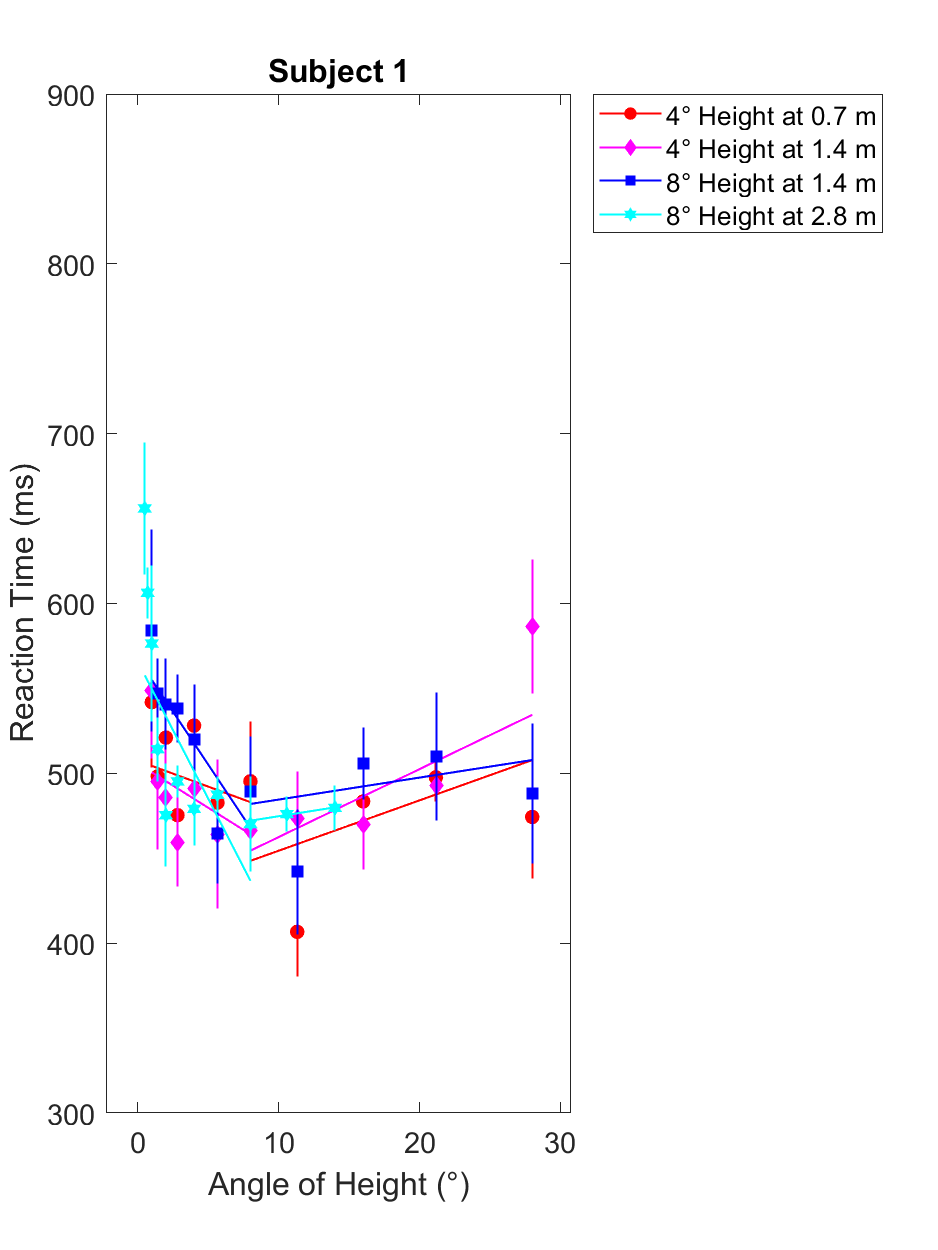 Subject 1
900
800
700
600
500
400
300
Reaction Time (ms)
0 10 20 30
Angle of Height (°)
4° Height at 0.7 m
4° Height at 1.4 m
8° Height at 1.4 m
8° Height at 2.8 m